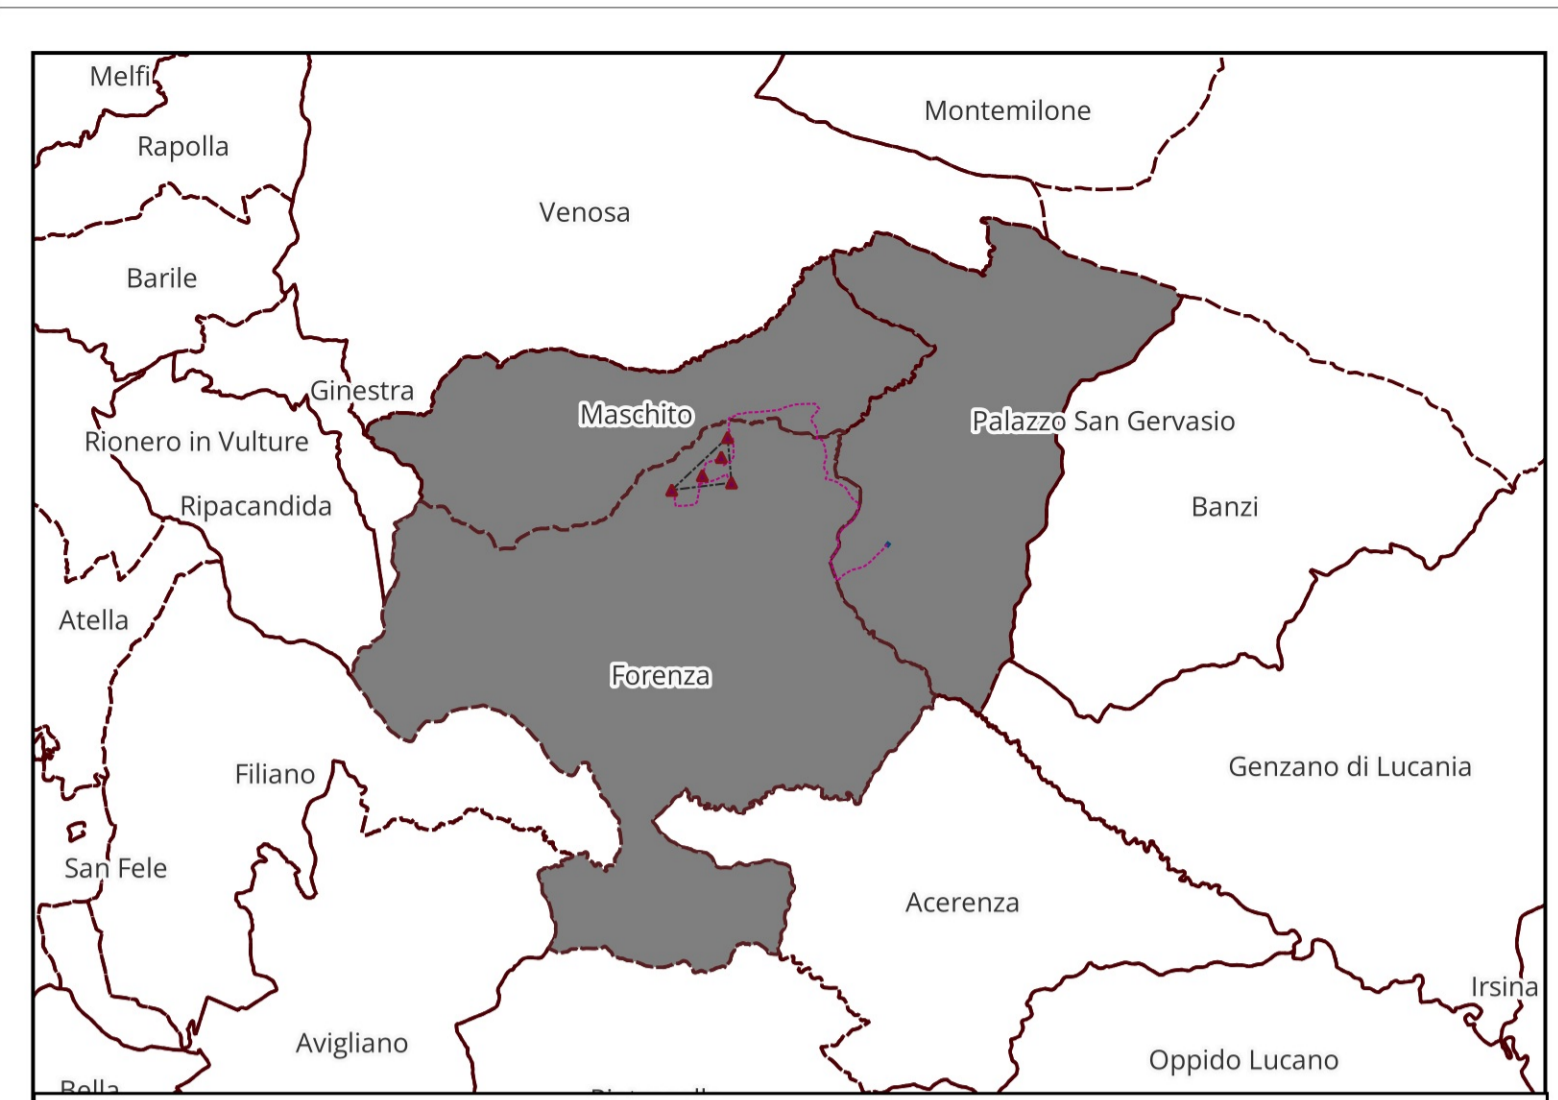 Melfi
Montemilone
Rapolla
Venosa
Barile
Ginestra
Maschito
Palazzo San Gervasio
Rionero in Vulture
Ripacandida
Banzi
Atella
Forenza
Filiano
Genzano di Lucania
San Fele
Acerenza
Irsina
Avigliano
Oppido Lucano
Bella